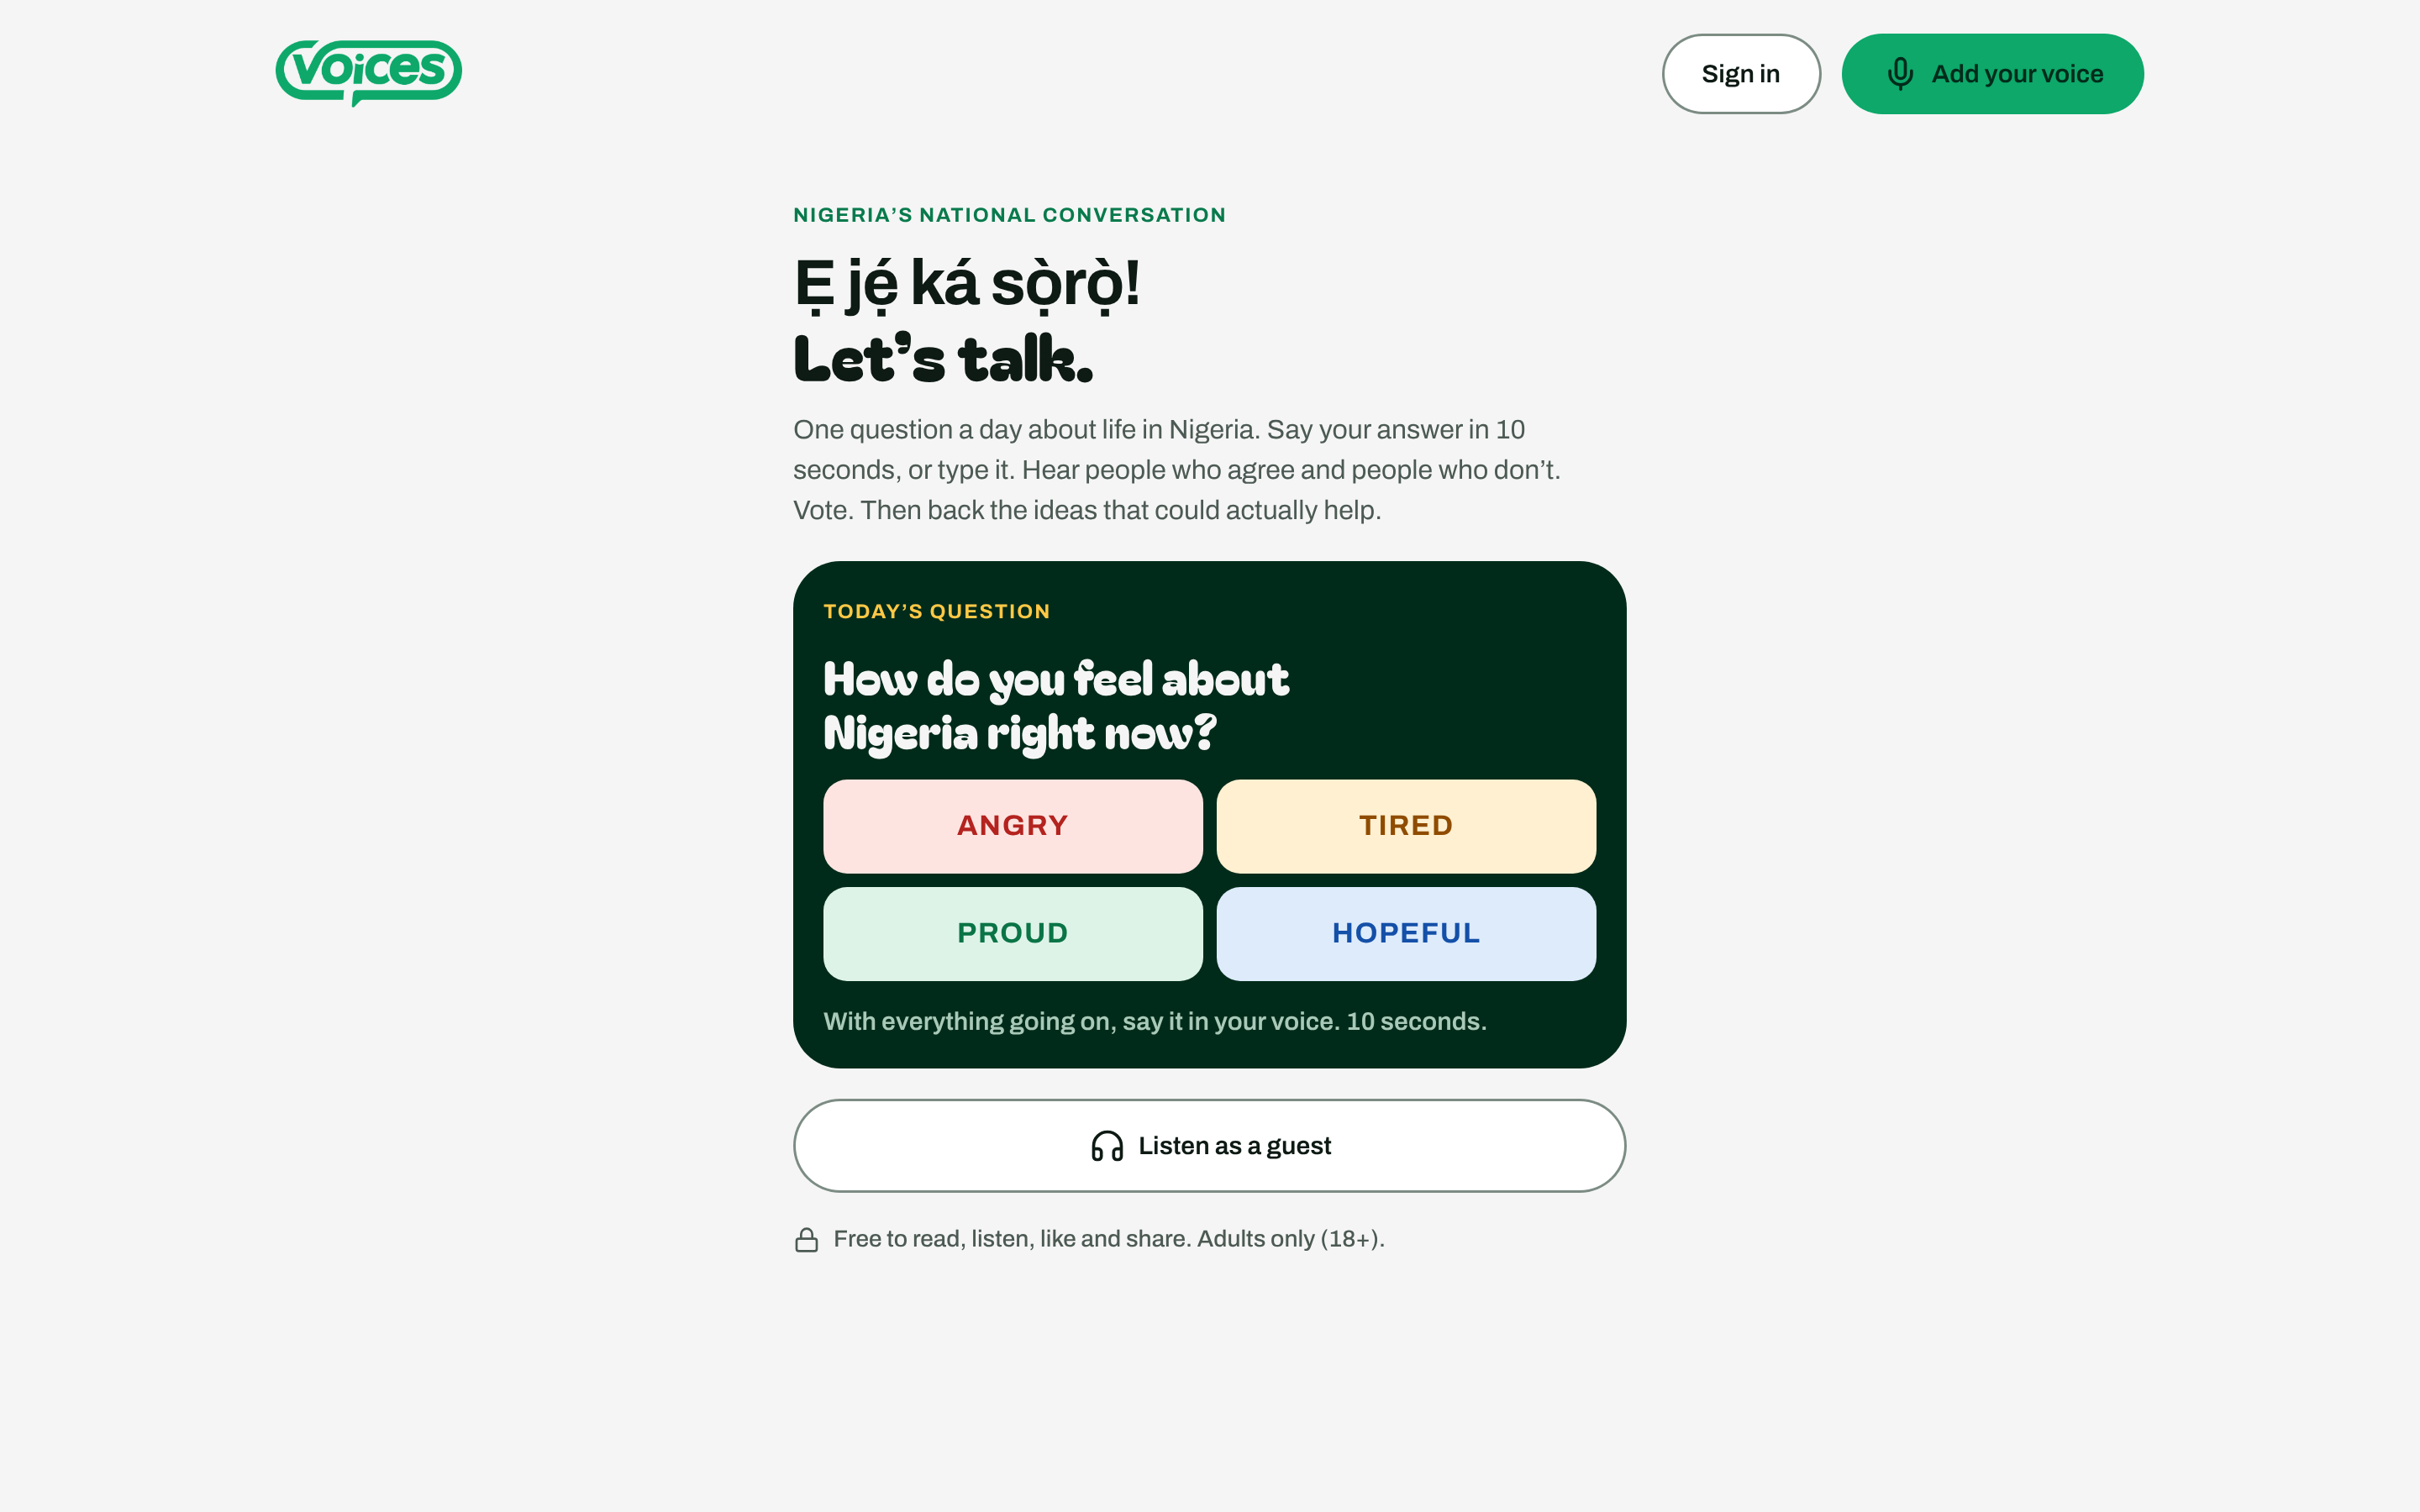 voices
Sign in
Add your voice
NIGERIA’S NATIONAL CONVERSATION
Ẹ jẹ́ ká sọ̀rọ̀!
Let’s talk.
One question a day about life in Nigeria. Say your answer in 10
seconds, or type it. Hear people who agree and people who don’t.
Vote. Then back the ideas that could actually help.
TODAY’S QUESTION
How do you feel about
Nigeria right now?
ANGRY
TIRED
PROUD
HOPEFUL
With everything going on, say it in your voice. 10 seconds.
Listen as a guest
Free to read, listen, like and share. Adults only (18+).